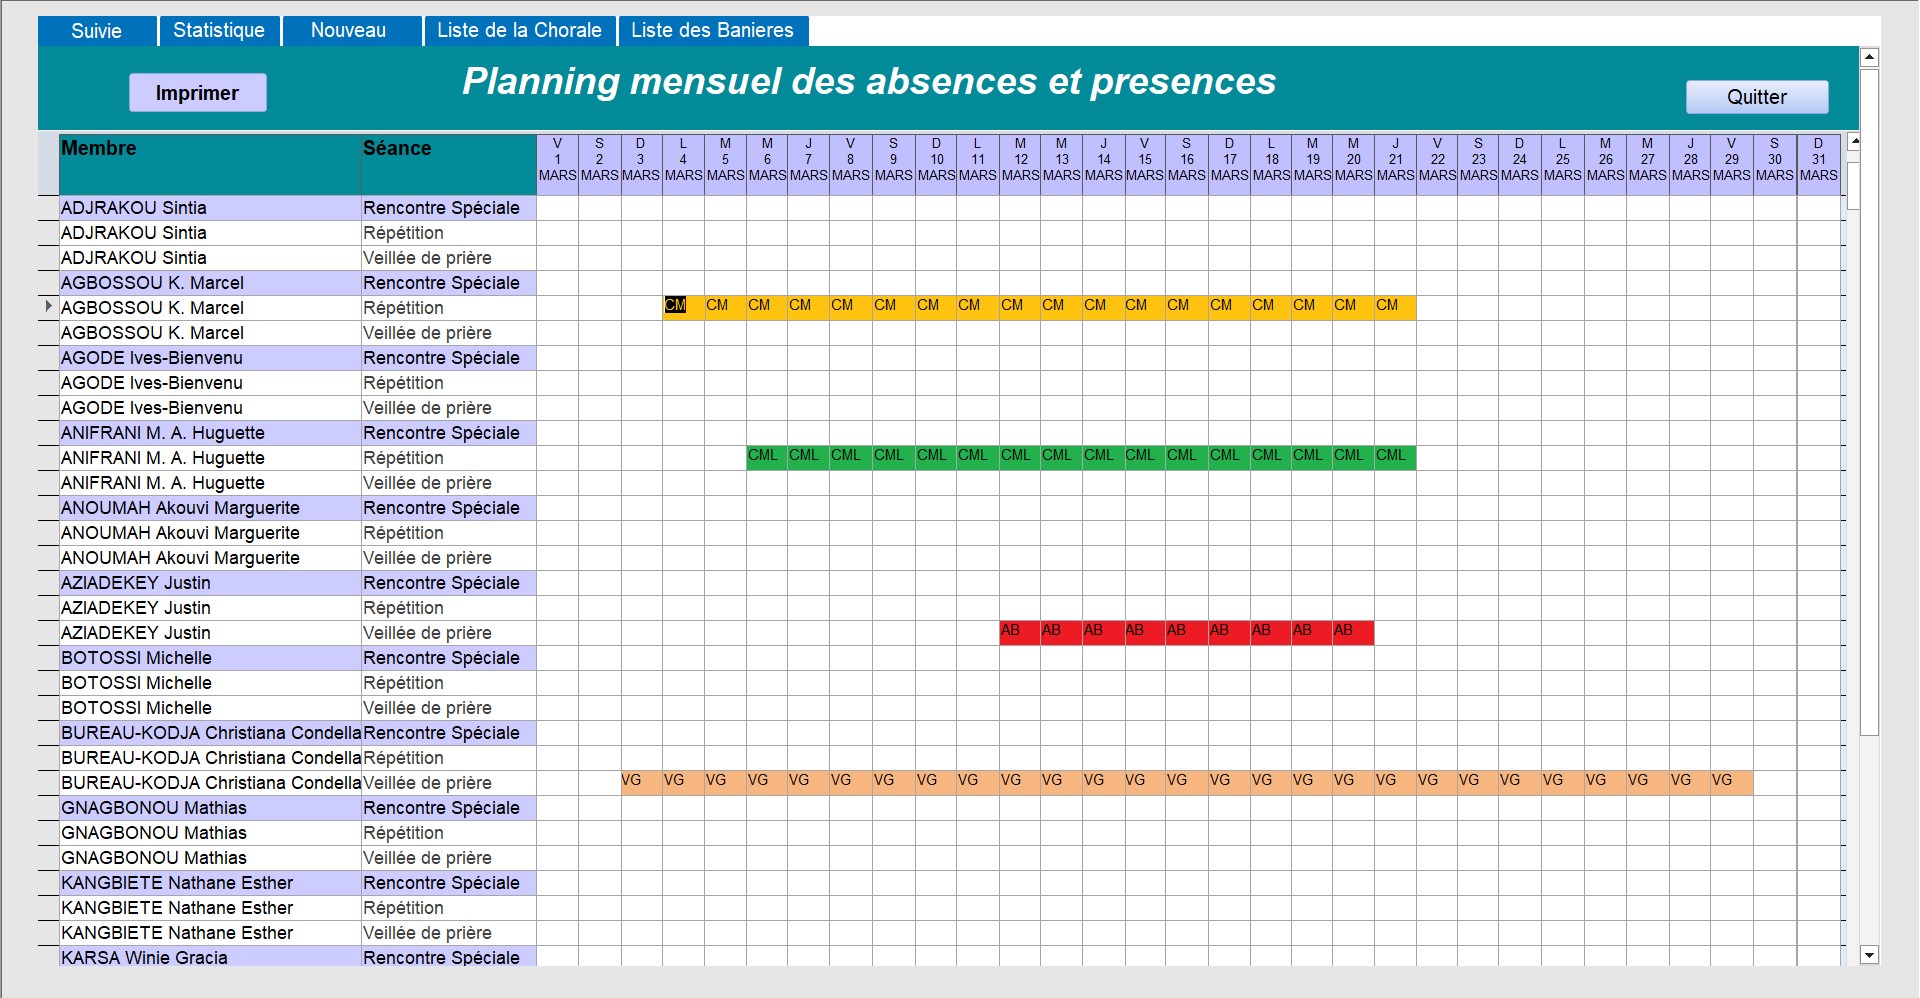 Suivie Statistique Nouveau Liste de la Chorale Liste des Banieres
Imprimer Planning mensuel des absences et presences Quitter
Membre Séance V S D L M M J V S D L M M J V S D L M M J V S D L M M J V S D
1 2 3 4 5 6 7 8 9 10 11 12 13 14 15 16 17 18 19 20 21 22 23 24 25 26 27 28 29 30 31
MARS MARS MARS MARS MARS MARS MARS MARS MARS MARS MARS MARS MARS MARS MARS MARS MARS MARS MARS MARS MARS MARS MARS MARS MARS MARS MARS MARS MARS MARS MARS
ADJRAKOU Sintia Rencontre Spéciale
ADJRAKOU Sintia Répétition
ADJRAKOU Sintia Veillée de prière
AGBOSSOU K. Marcel Rencontre Spéciale
AGBOSSOU K. Marcel Répétition CM CM CM CM CM CM CM CM CM CM CM CM CM CM CM CM CM CM
AGBOSSOU K. Marcel Veillée de prière
AGODE Ives-Bienvenu Rencontre Spéciale
AGODE Ives-Bienvenu Répétition
AGODE Ives-Bienvenu Veillée de prière
ANIFRANI M. A. Huguette Rencontre Spéciale
ANIFRANI M. A. Huguette Répétition CML CML CML CML CML CML CML CML CML CML CML CML CML CML CML CML
ANIFRANI M. A. Huguette Veillée de prière
ANOUMAH Akouvi Marguerite Rencontre Spéciale
ANOUMAH Akouvi Marguerite Répétition
ANOUMAH Akouvi Marguerite Veillée de prière
AZIADEKEY Justin Rencontre Spéciale
AZIADEKEY Justin Répétition
AZIADEKEY Justin Veillée de prière AB AB AB AB AB AB AB AB AB
BOTOSSI Michelle Rencontre Spéciale
BOTOSSI Michelle Répétition
BOTOSSI Michelle Veillée de prière
BUREAU-KODJA Christiana Condella Rencontre Spéciale
BUREAU-KODJA Christiana Condella Répétition
BUREAU-KODJA Christiana Condella Veillée de prière VG VG VG VG VG VG VG VG VG VG VG VG VG VG VG VG VG VG VG VG VG VG VG VG VG VG VG
GNAGBONOU Mathias Rencontre Spéciale
GNAGBONOU Mathias Répétition
GNAGBONOU Mathias Veillée de prière
KANGBIETE Nathane Esther Rencontre Spéciale
KANGBIETE Nathane Esther Répétition
KANGBIETE Nathane Esther Veillée de prière
KARSA Winie Gracia Rencontre Spéciale